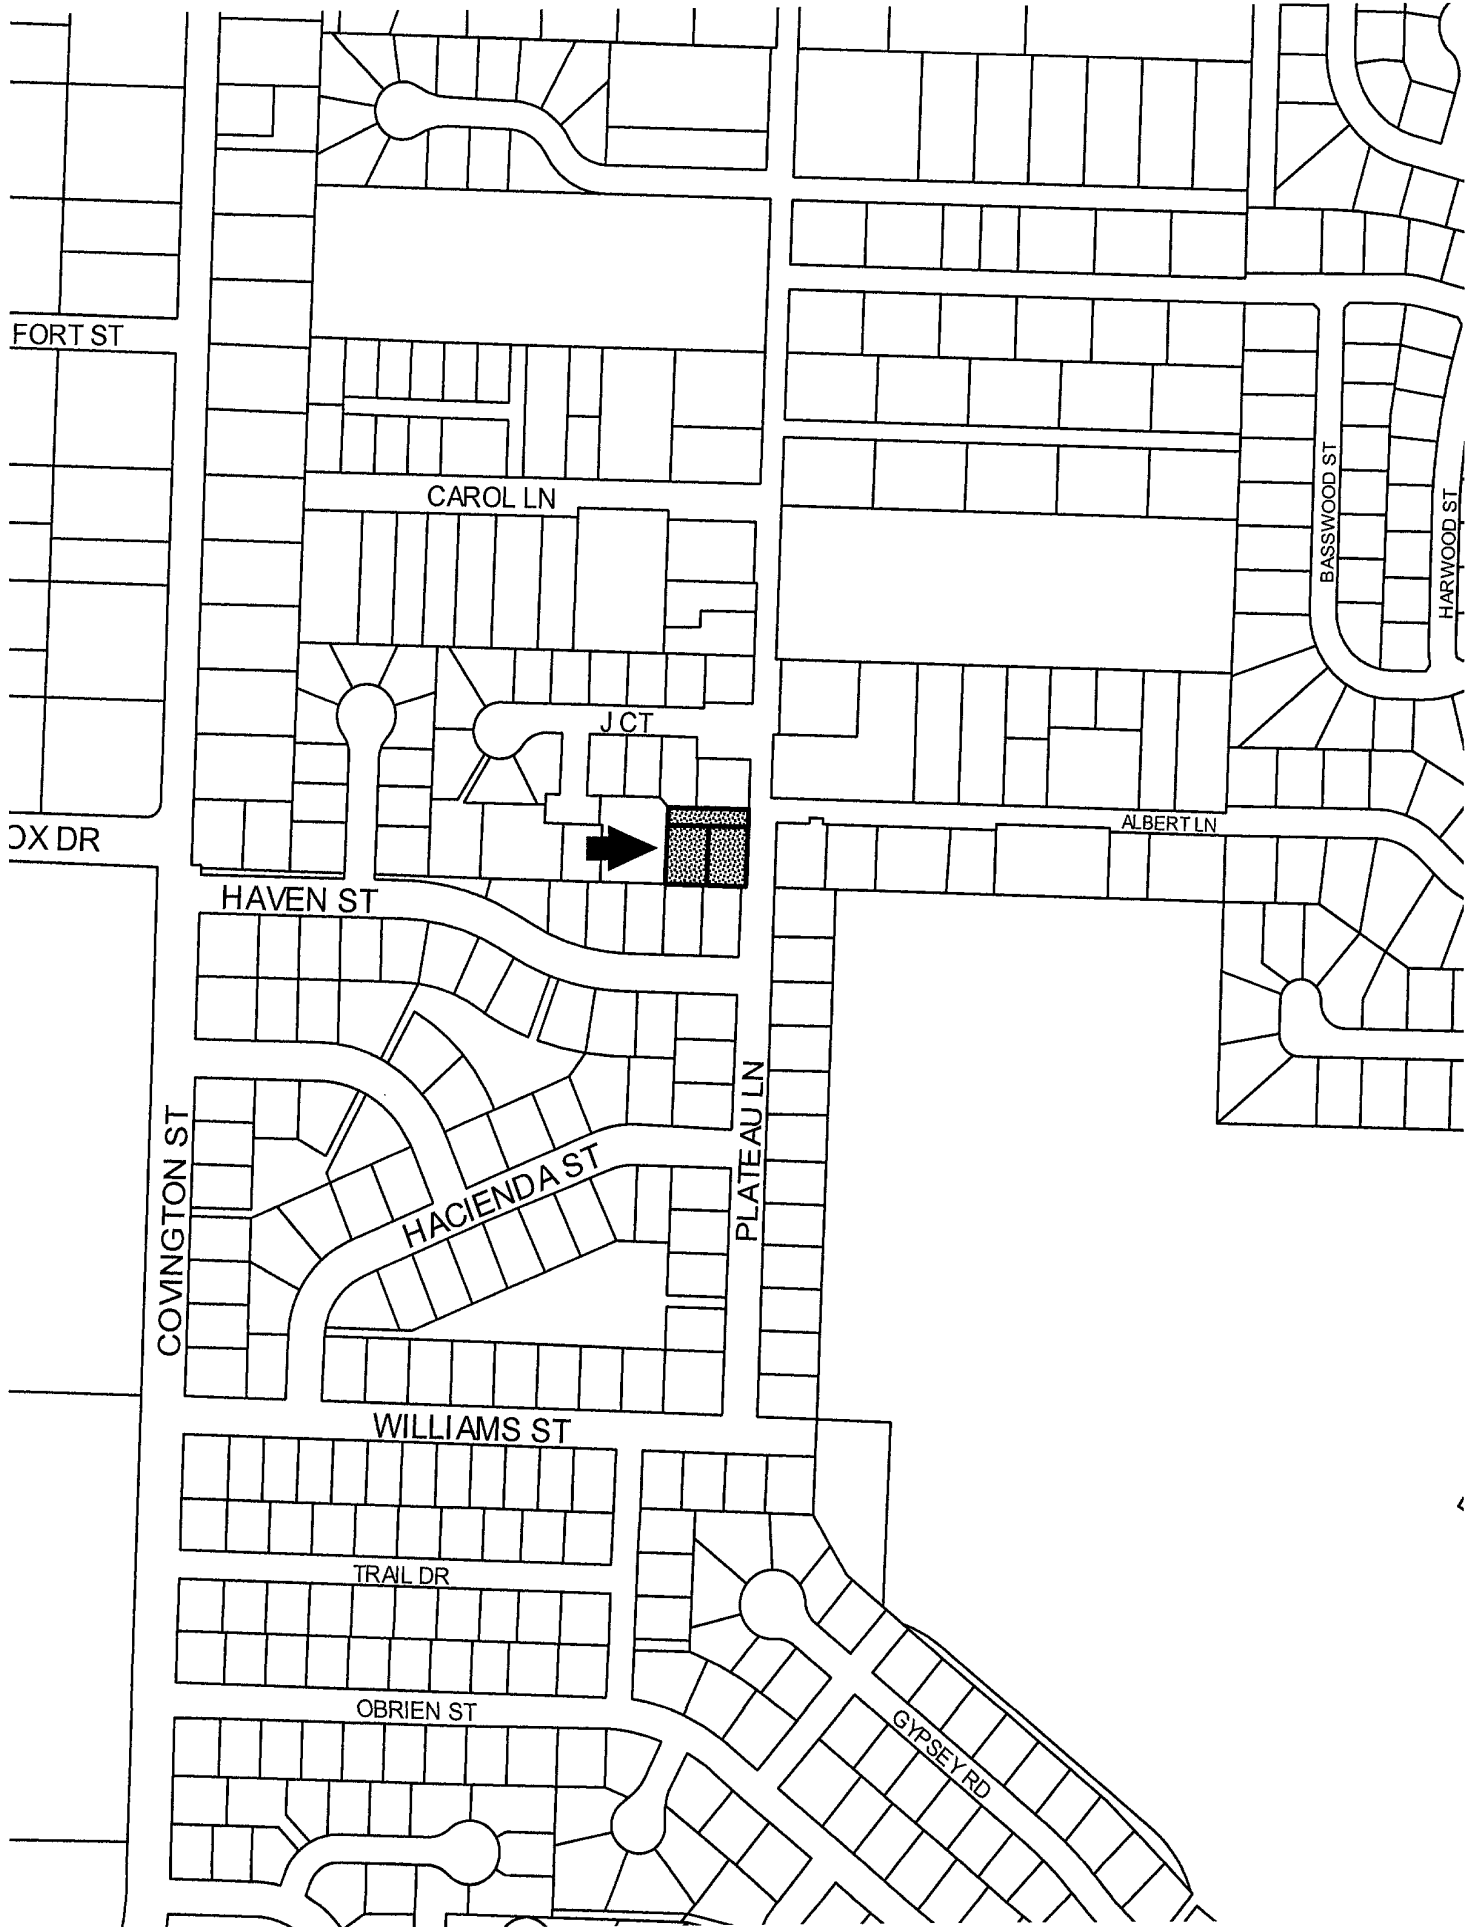 FORT ST
CAROL LN
BASSWOOD ST
HARWOOD ST
J CT
ALBERT LN
OX DR
HAVEN ST
PLATEAU LN
COVINGTON ST
HACIENDA ST
WILLIAMS ST
TRAIL DR
OBRIEN ST
GYPSEY RD